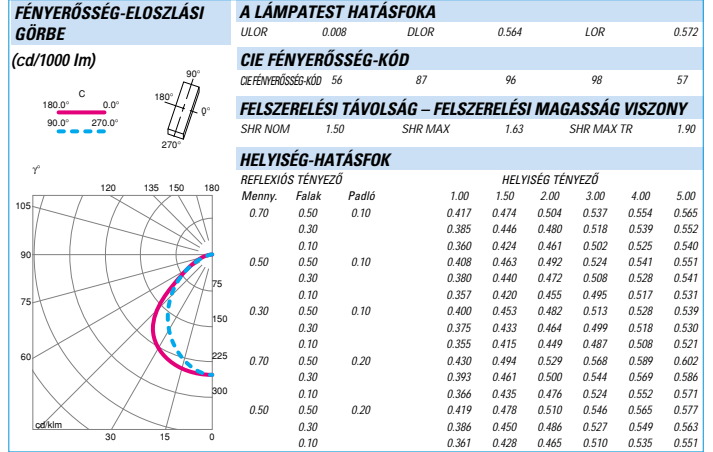 FÉNYERŐSSÉG-ELOSZLÁSI
GÖRBE
(cd/1000 lm)
C
180.0° 0.0°
90.0° 270.0°
90°
180°
0°
270°
γ°
120 135 150 180
105
90
75
60
75
150
225
300
cd/klm
30 15 0
A LÁMPATEST HATÁSFOKA
ULOR 0.008 DLOR 0.564 LOR 0.572
CIE FÉNYERŐSSÉG-KÓD
CIE FÉNYERŐSSÉG-KÓD 56 87 96 98 57
FELSZERELÉSI TÁVOLSÁG – FELSZERELÉSI MAGASSÁG VISZONY
SHR NOM 1.50 SHR MAX 1.63 SHR MAX TR 1.90
HELYISÉG-HATÁSFOK
REFLEXIÓS TÉNYEZŐ HELYISÉG TÉNYEZŐ
Menny. Falak Padló 1.00 1.50 2.00 3.00 4.00 5.00
0.70 0.50 0.10 0.417 0.474 0.504 0.537 0.554 0.565
0.30 0.385 0.446 0.480 0.518 0.539 0.552
0.10 0.360 0.424 0.461 0.502 0.525 0.540
0.50 0.50 0.10 0.408 0.463 0.492 0.524 0.541 0.551
0.30 0.380 0.440 0.472 0.508 0.528 0.541
0.10 0.357 0.420 0.455 0.495 0.517 0.531
0.30 0.50 0.10 0.400 0.453 0.482 0.513 0.528 0.539
0.30 0.375 0.433 0.464 0.499 0.518 0.530
0.10 0.355 0.415 0.449 0.487 0.508 0.521
0.70 0.50 0.20 0.430 0.494 0.529 0.568 0.589 0.602
0.30 0.393 0.461 0.500 0.544 0.569 0.586
0.10 0.366 0.435 0.476 0.524 0.552 0.571
0.50 0.50 0.20 0.419 0.478 0.510 0.546 0.565 0.577
0.30 0.386 0.450 0.486 0.527 0.549 0.563
0.10 0.361 0.428 0.465 0.510 0.535 0.551